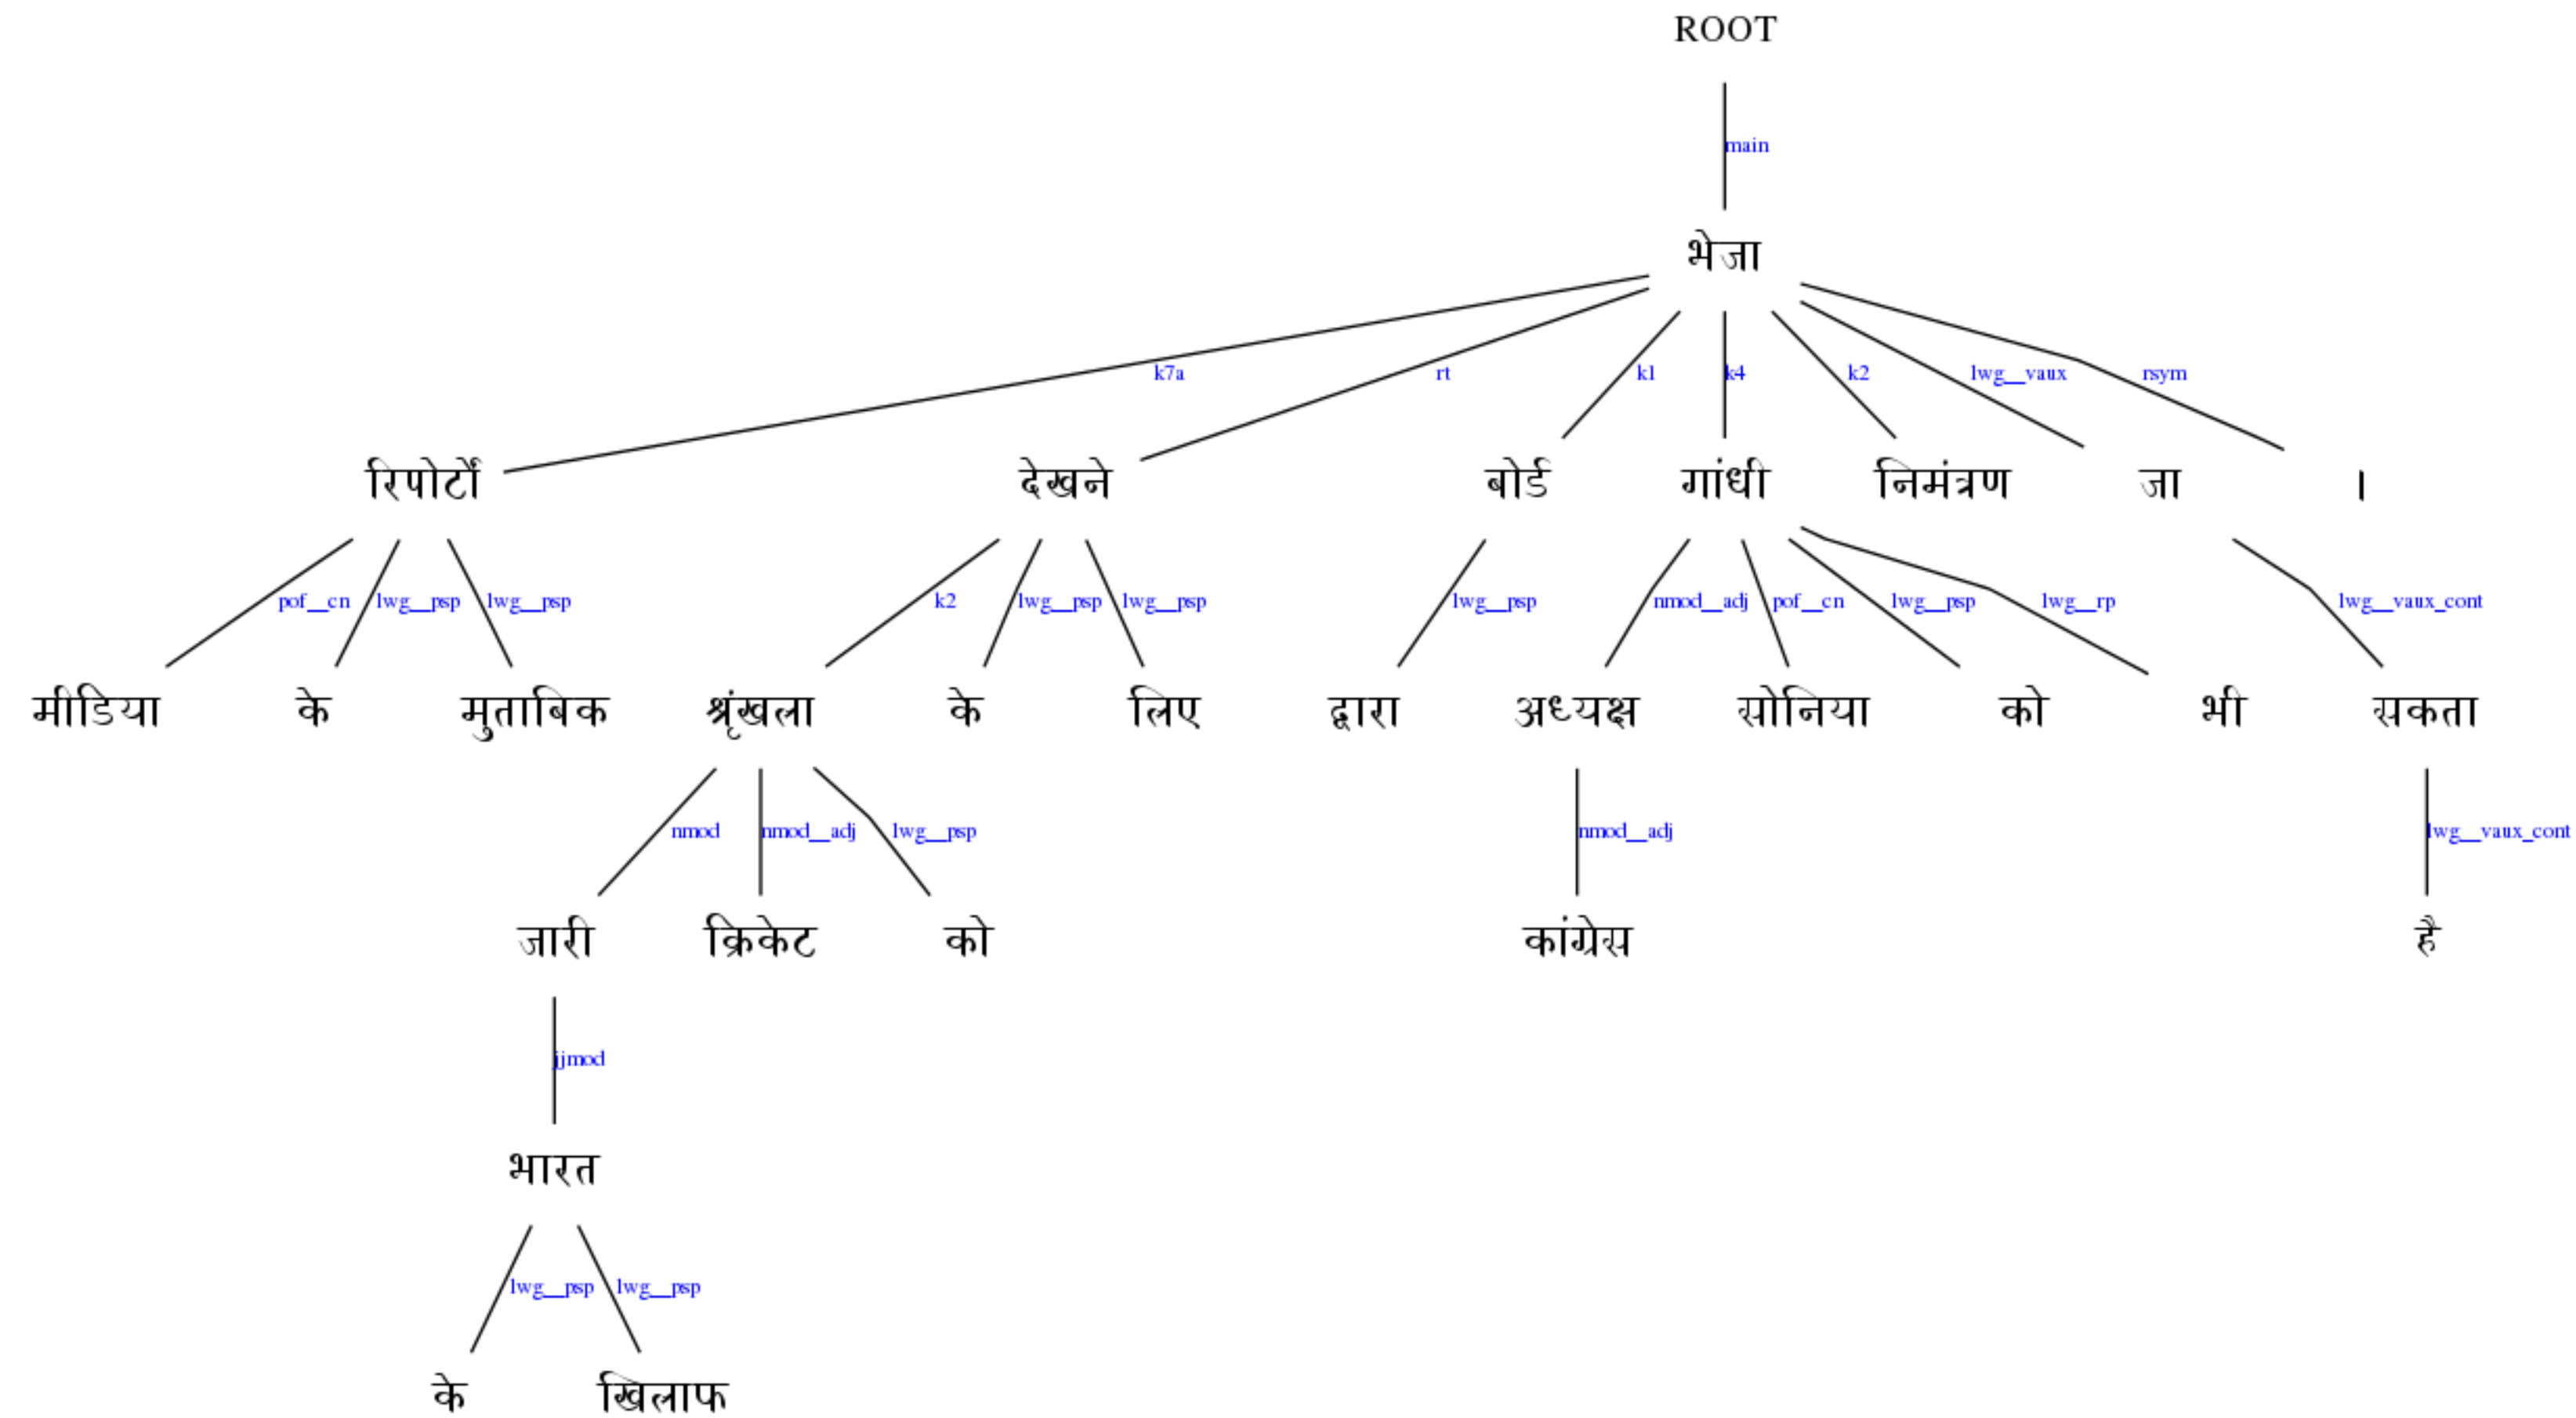 ROOT
main
भेजा
k7a rt k1 k4 k2 lwg__vaux rsym
रिपोर्टों देखने बोर्ड गांधी निमंत्रण जा ।
pof__cn lwg__psp lwg__psp k2 lwg__psp lwg__psp lwg__psp nmod__adj pof__cn lwg__psp lwg__rp lwg__vaux_cont
मीडिया के मुताबिक श्रृंखला के लिए द्वारा अध्यक्ष सोनिया को भी सकता
nmod nmod__adj lwg__psp nmod__adj lwg__vaux_cont
जारी क्रिकेट को कांग्रेस है
jjmod
भारत
lwg__psp lwg__psp
के खिलाफ